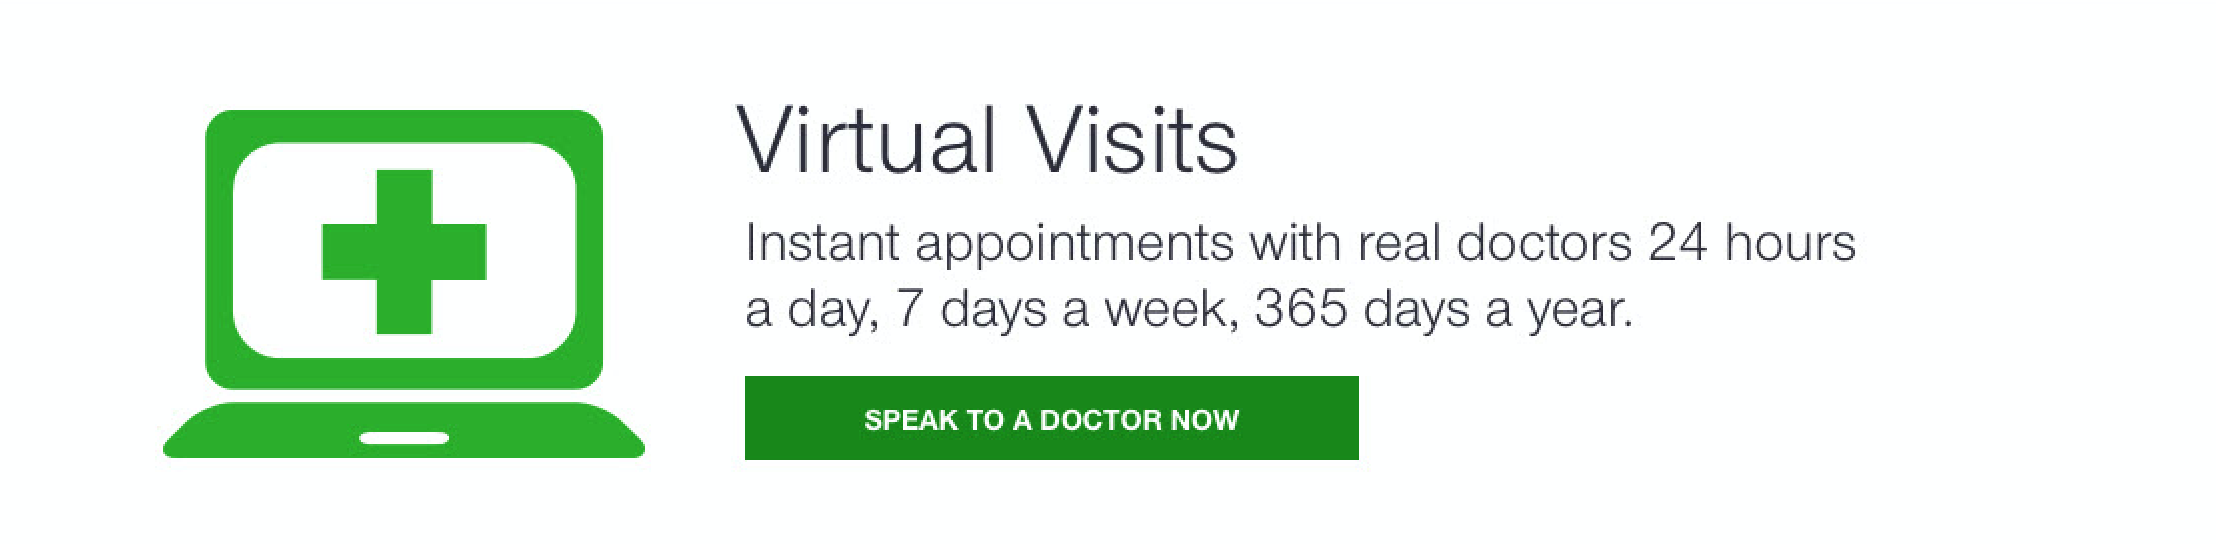 Virtual Visits
Instant appointments with real doctors 24 hours
a day, 7 days a week, 365 days a year.
SPEAK TO A DOCTOR NOW